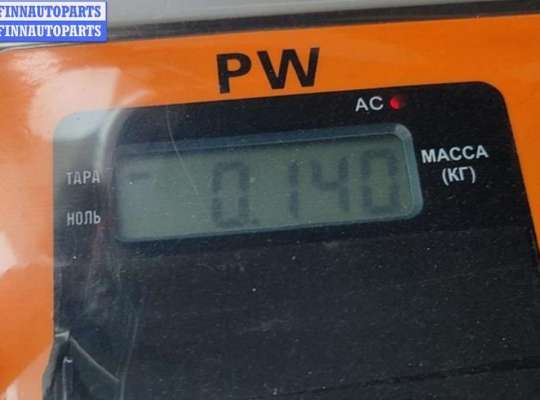 FINNAUTOPARTS
FINNAUTOPARTS
PW
AC
ТАРА
НОЛЬ
0.140
МАССА
(КГ)